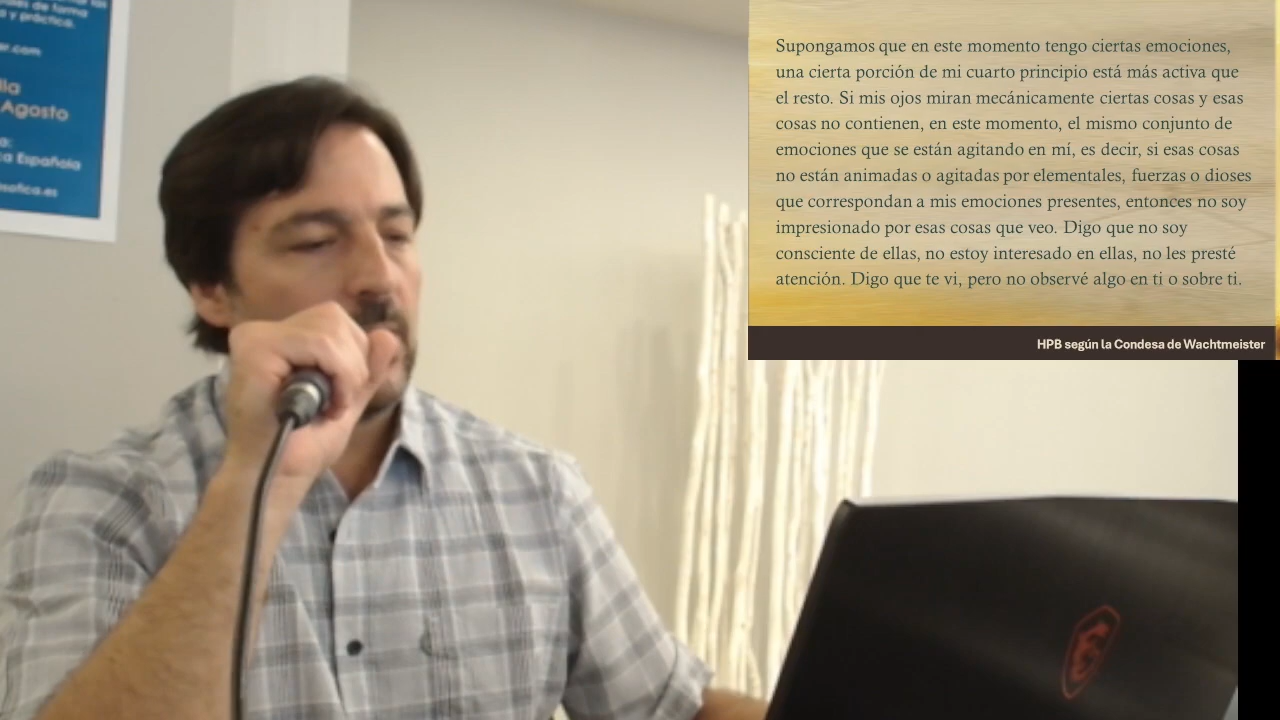 y práctica.
Agosto
Supongamos que en este momento tengo ciertas emociones,
una cierta porción de mi cuarto principio está más activa que
el resto. Si mis ojos miran mecánicamente ciertas cosas y esas
cosas no contienen, en este momento, el mismo conjunto de
emociones que se están agitando en mí, es decir, si esas cosas
no están animadas o agitadas por elementales, fuerzas o dioses
que correspondan a mis emociones presentes, entonces no soy
impresionado por esas cosas que veo. Digo que no soy
consciente de ellas, no estoy interesado en ellas, no les presté
atención. Digo que te vi, pero no observé algo en ti o sobre ti.
HPB según la Condesa de Wachtmeister